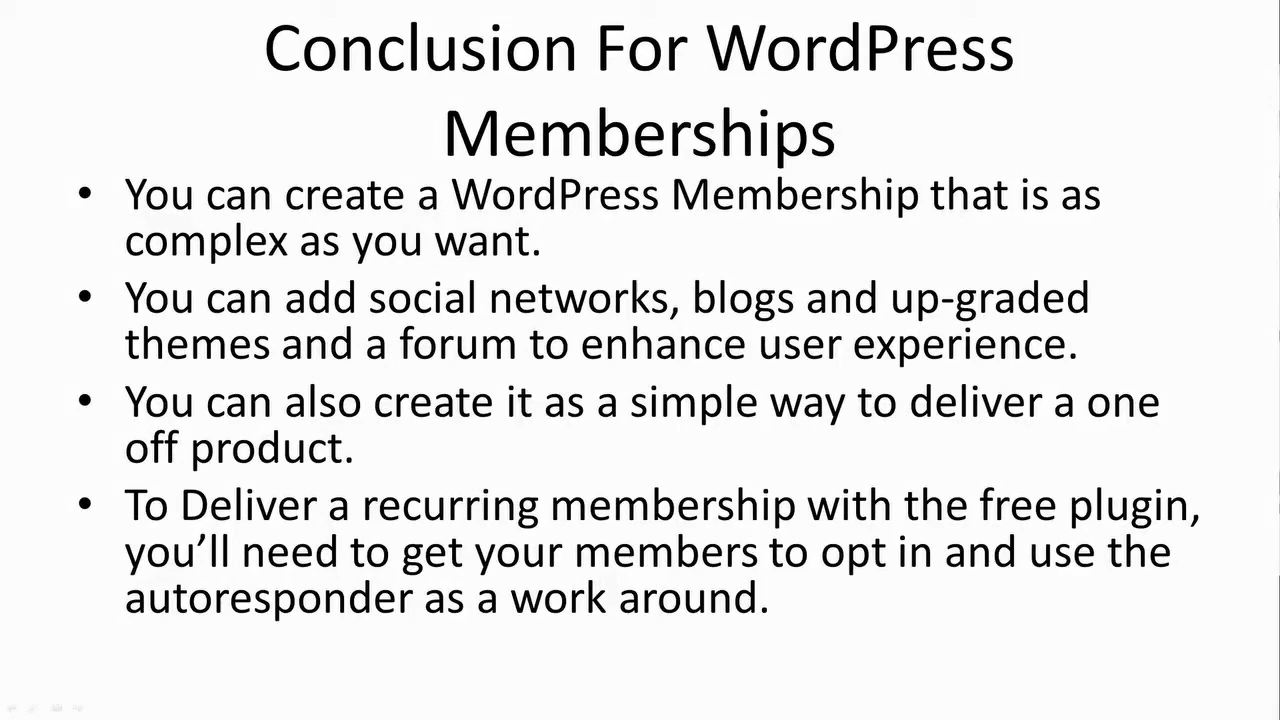 Conclusion For WordPress
Memberships
• You can create a WordPress Membership that is as
complex as you want.
• You can add social networks, blogs and up-graded
themes and a forum to enhance user experience.
• You can also create it as a simple way to deliver a one
off product.
• To Deliver a recurring membership with the free plugin,
you’ll need to get your members to opt in and use the
autoresponder as a work around.